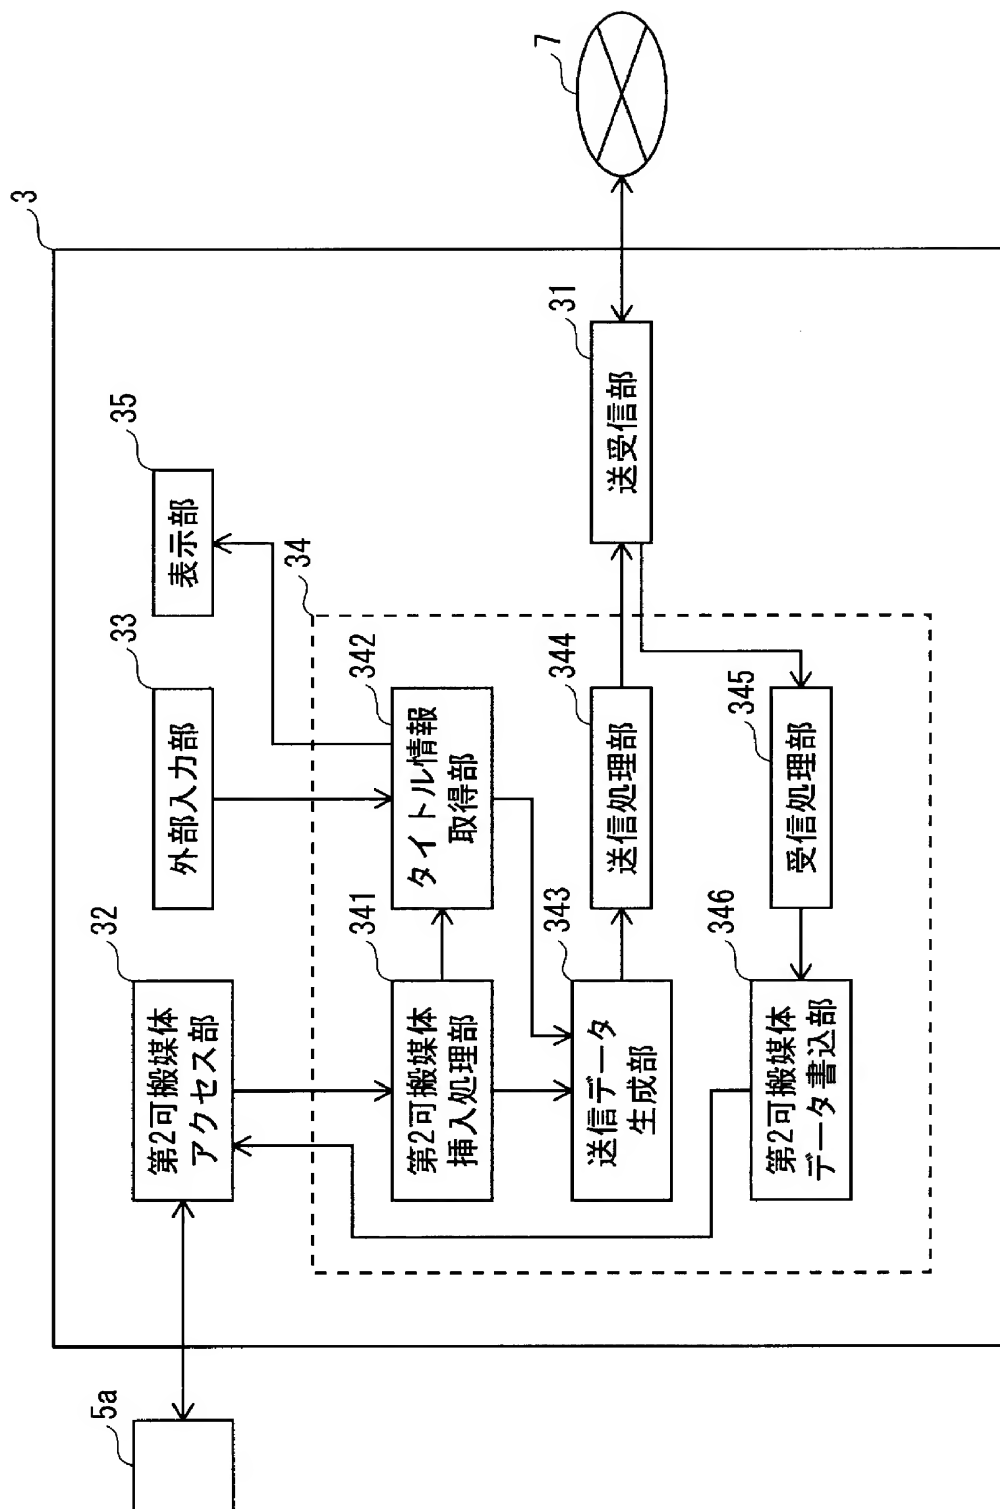 3
5a
32
第2可搬媒体
アクセス部
33
外部入力部
35
表示部
34
341
第2可搬媒体
挿入処理部
342
タイトル情報
取得部
343
送信データ
生成部
344
送信処理部
31
送受信部
7
346
第2可搬媒体
データ書込部
345
受信処理部